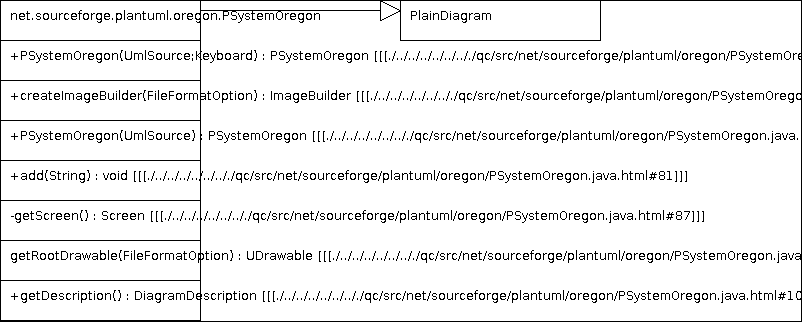 net.sourceforge.plantuml.oregon.PSystemOregon
PlainDiagram
+PSystemOregon(UmlSource;Keyboard) : PSystemOregon [[[./../../../../../../../qc/src/net/sourceforge/plantuml/oregon/PSystemOre
+createImageBuilder(FileFormatOption) : ImageBuilder [[[./../../../../../../../qc/src/net/sourceforge/plantuml/oregon/PSystemOrego
+PSystemOregon(UmlSource) : PSystemOregon [[[./../../../../../../../qc/src/net/sourceforge/plantuml/oregon/PSystemOregon.java.
+add(String) : void [[[./../../../../../../../qc/src/net/sourceforge/plantuml/oregon/PSystemOregon.java.html#81]]]
-getScreen() : Screen [[[./../../../../../../../qc/src/net/sourceforge/plantuml/oregon/PSystemOregon.java.html#87]]]
getRootDrawable(FileFormatOption) : UDrawable [[[./../../../../../../../qc/src/net/sourceforge/plantuml/oregon/PSystemOregon.java
+getDescription() : DiagramDescription [[[./../../../../../../../qc/src/net/sourceforge/plantuml/oregon/PSystemOregon.java.html#10